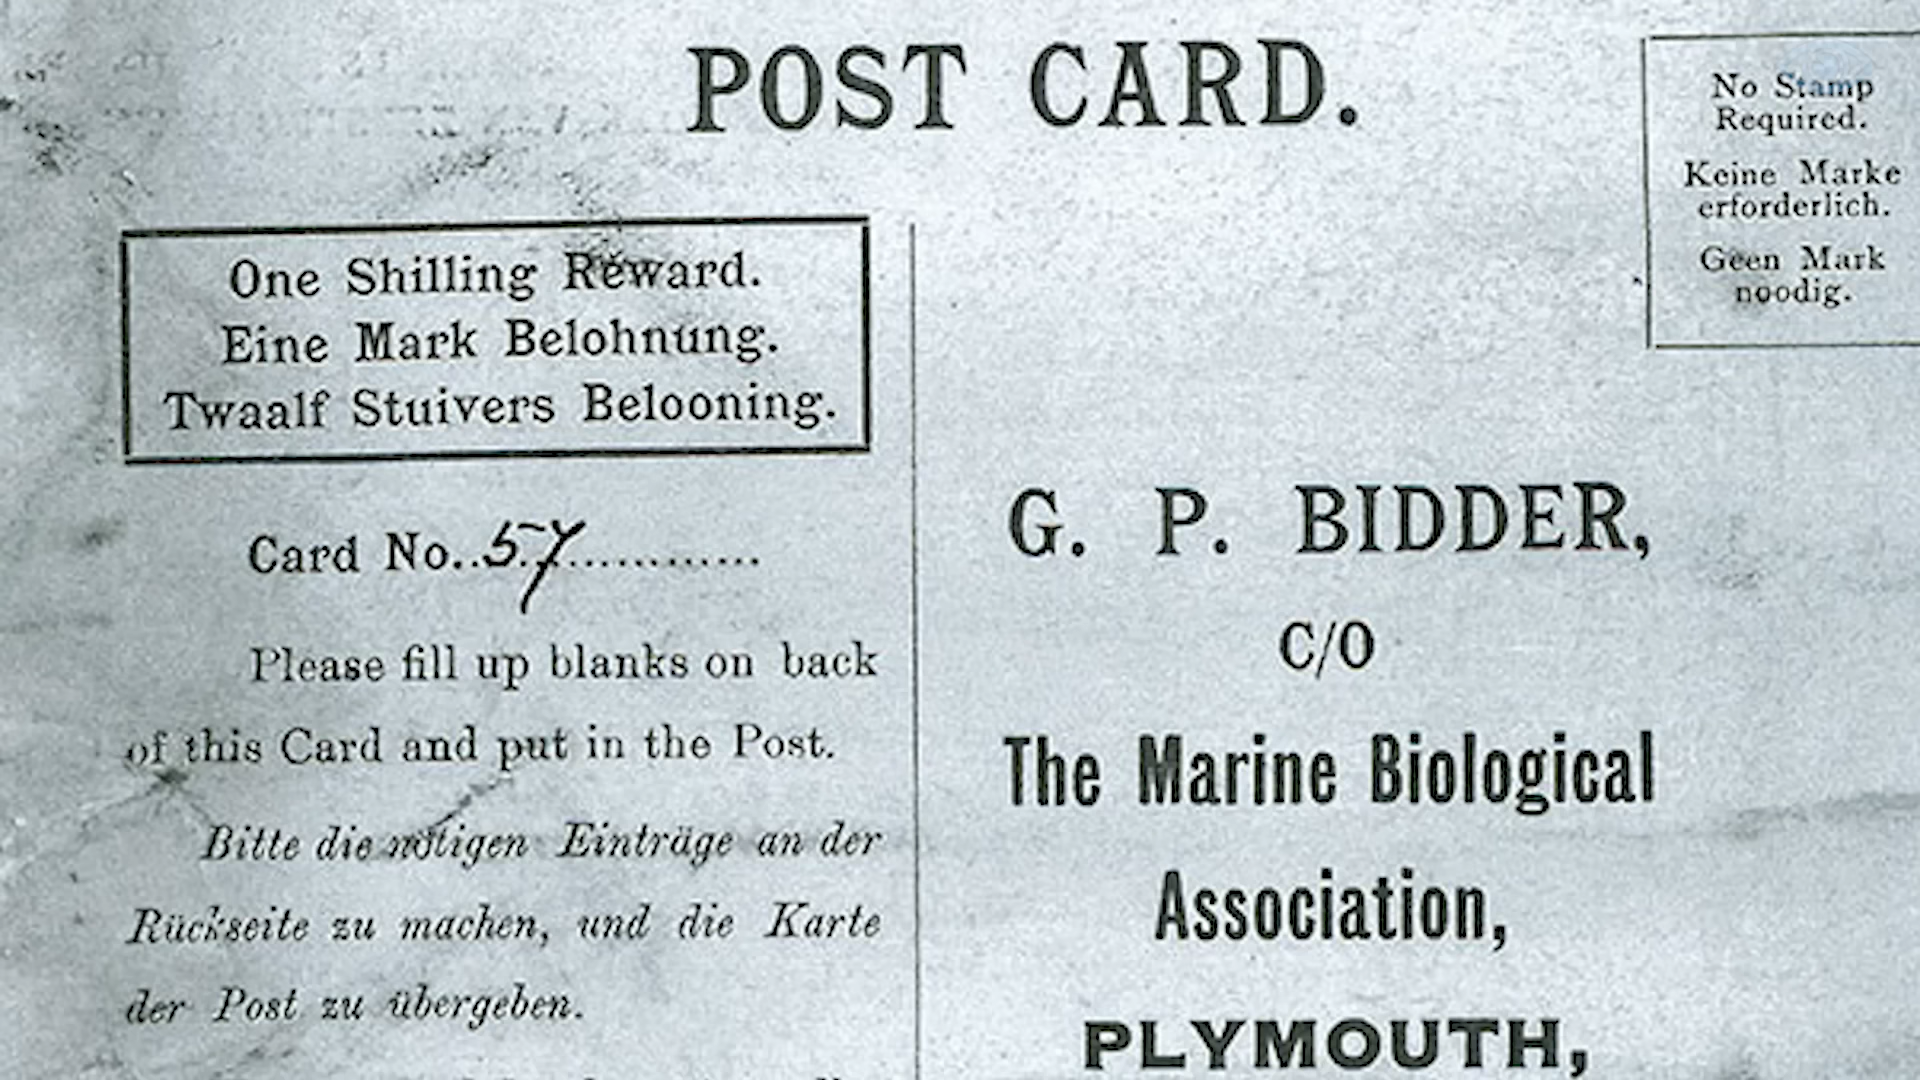 POST CARD.
No Stamp
Required.
Keine Marke
erforderlich.
Geen Mark
noodig.
One Shilling Reward.
Eine Mark Belohnung.
Twaalf Stuivers Belooning.
Card No...57............
Please fill up blanks on back
of this Card and put in the Post.
Bitte die nötigen Einträge an der
Rückseite zu machen, und die Karte
der Post zu übergeben.
G. P. BIDDER,
C/O
The Marine Biological
Association,
PLYMOUTH,